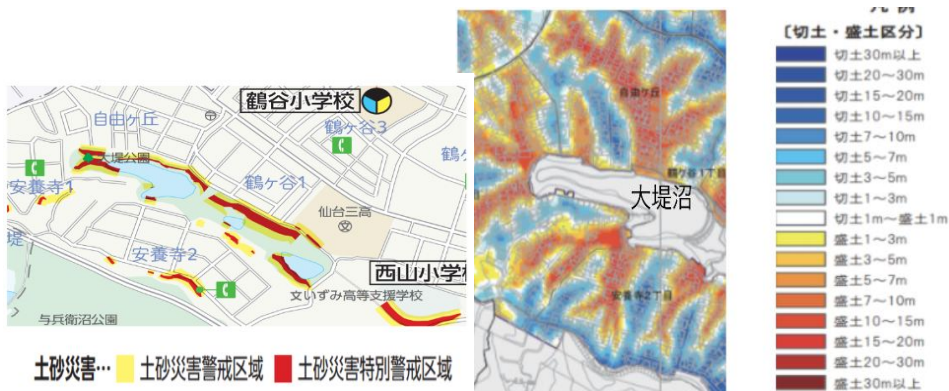 鶴谷小学校
自由ケ丘
鶴ケ谷3
大堤公園
安養寺1
鶴ケ谷1
仙台三高
堤
安養寺2
西山小学
文いずみ高等支援学校
与兵衛沼公園
土砂災害… 土砂災害警戒区域 土砂災害特別警戒区域
自由ケ丘
鶴ケ谷1丁目
大堤沼
安養寺2丁目
凡 例
〔切土・盛土区分〕
切土30m以上
切土20～30m
切土15～20m
切土10～15m
切土7～10m
切土5～7m
切土3～5m
切土1～3m
切土1m～盛土1m
盛土1～3m
盛土3～5m
盛土5～7m
盛土7～10m
盛土10～15m
盛土15～20m
盛土20～30m
盛土30m以上